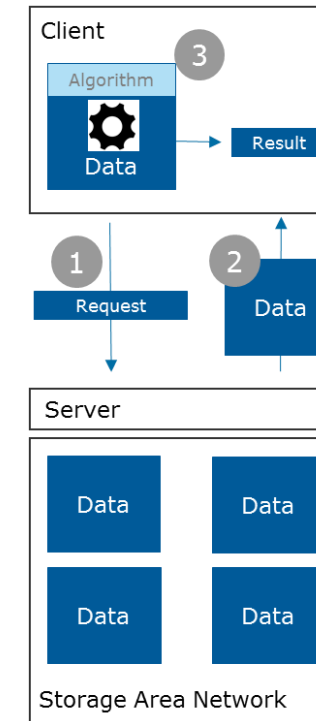 Client
3
Algorithm
Data
Result
1
2
Request
Data
Server
Data
Data
Data
Data
Storage Area Network